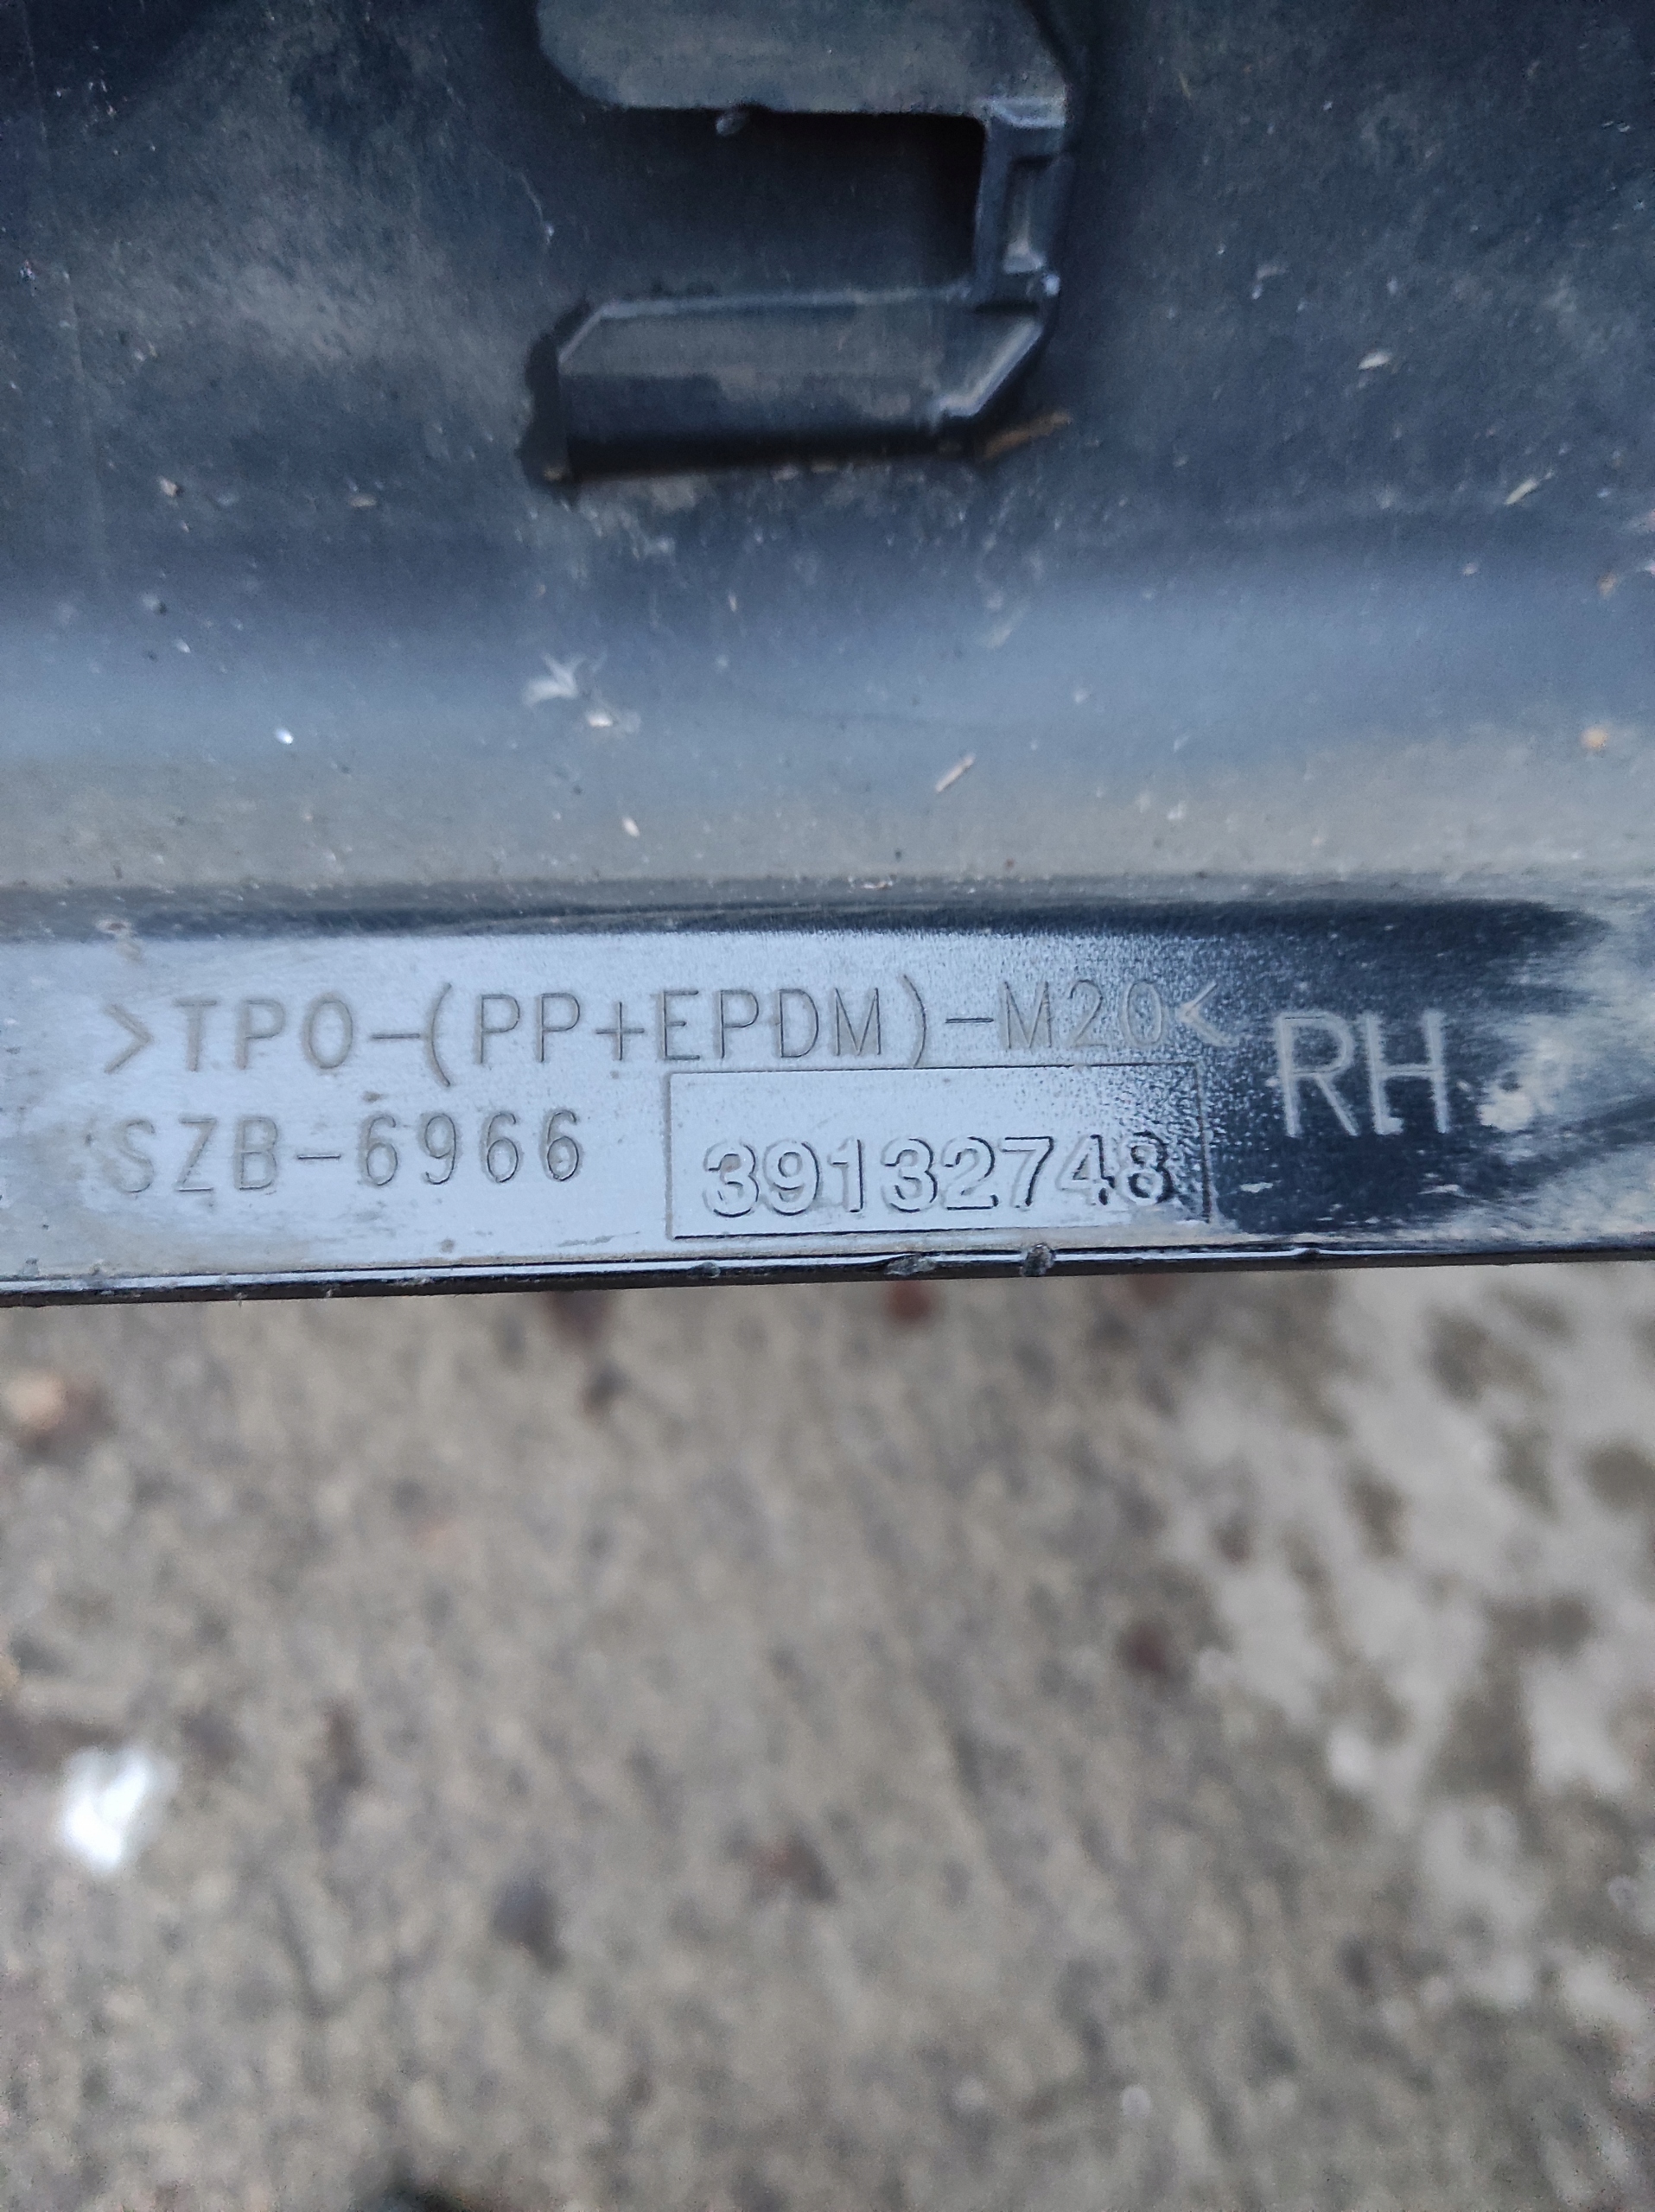 >TPO-(PP+EPDM)-M20< RH
SZB-6966 39132748